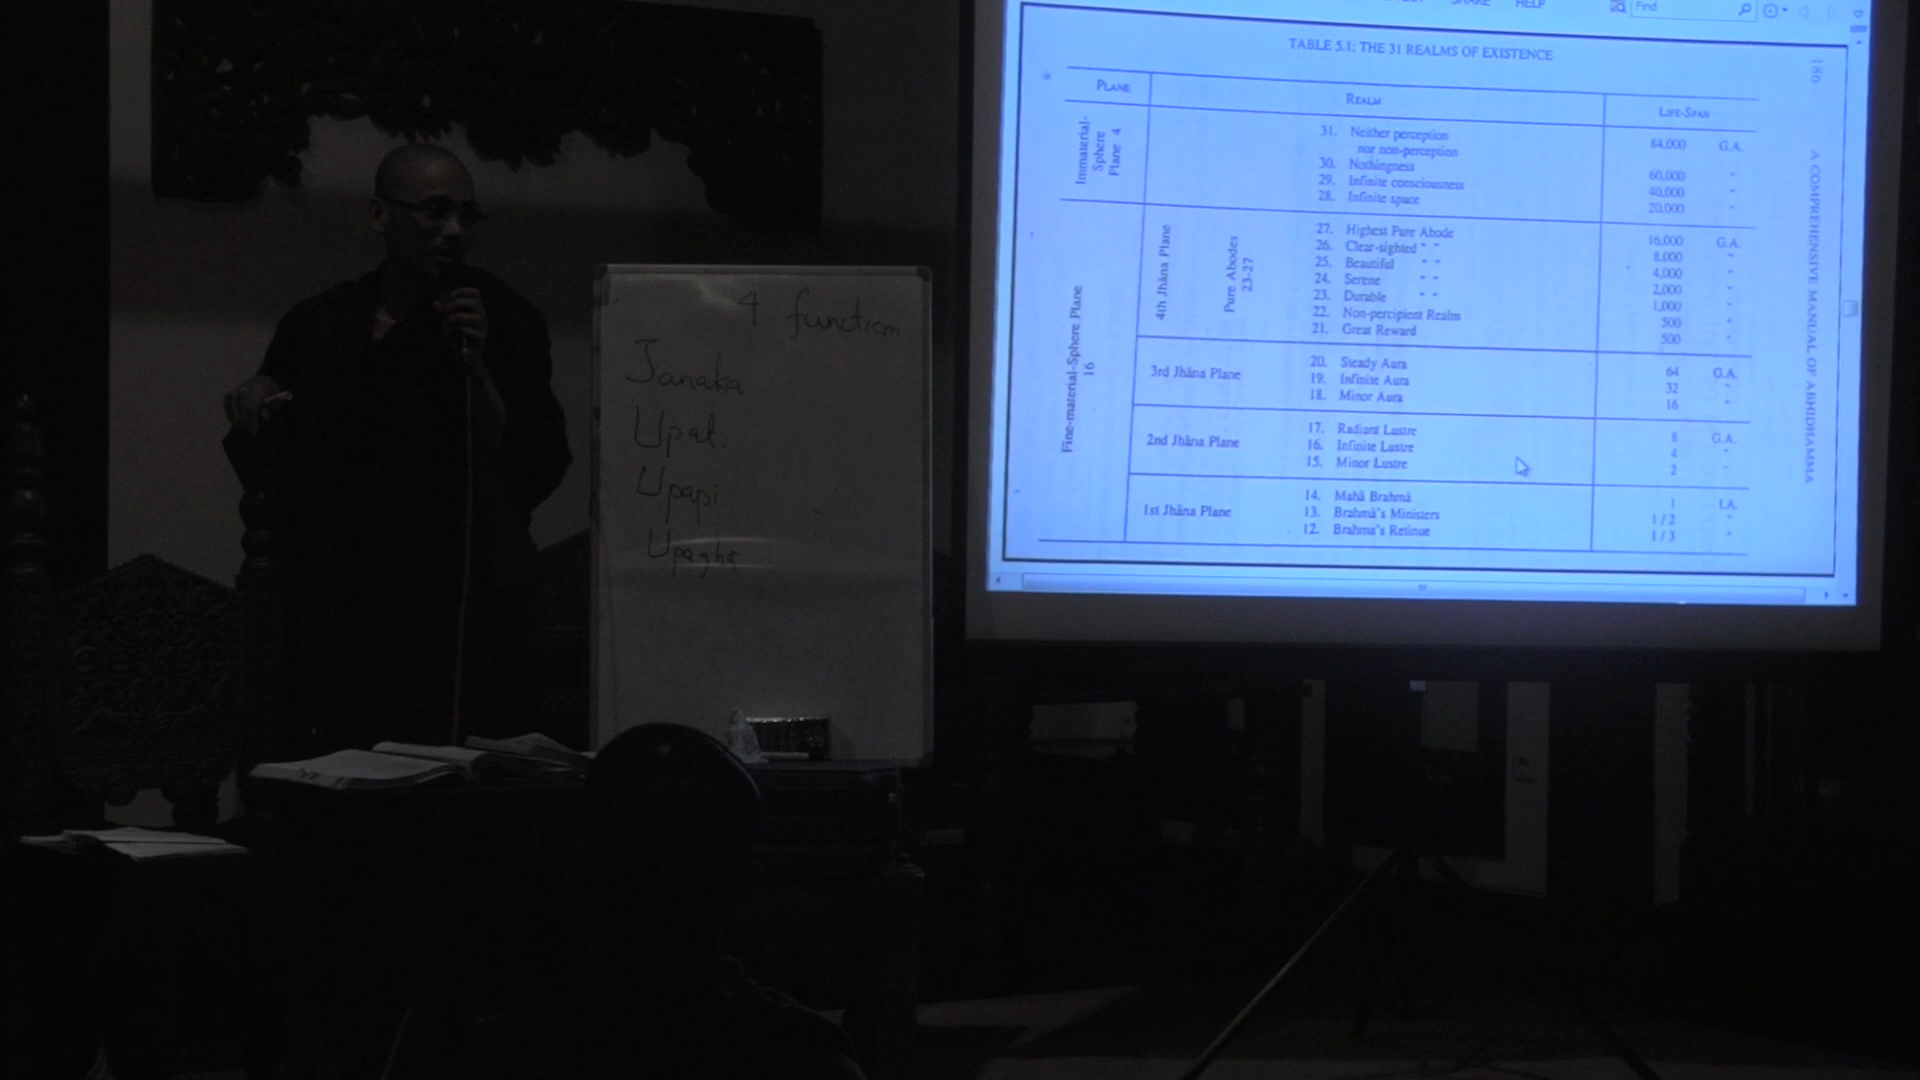 4 function
Janaka
Upat.
Upapi
Upagha
SHARE HELP
Find
TABLE 5.1: THE 31 REALMS OF EXISTENCE
PLANE REALM LIFE-SPAN
Immaterial-Sphere Plane 4
31. Neither perception
nor non-perception 84,000 G.A.
30. Nothingness 60,000 "
29. Infinite consciousness 40,000 "
28. Infinite space 20,000 "
Fine-material-Sphere Plane 16
4th Jhāna Plane
Pure Abodes 23-27
27. Highest Pure Abode 16,000 G.A.
26. Clear-sighted " " 8,000 "
25. Beautiful " " 4,000 "
24. Serene " " 2,000 "
23. Durable " " 1,000 "
22. Non-percipient Realm 500 "
21. Great Reward 500 "
3rd Jhāna Plane
20. Steady Aura 64 G.A.
19. Infinite Aura 32 "
18. Minor Aura 16 "
2nd Jhāna Plane
17. Radiant Lustre 8 G.A.
16. Infinite Lustre 4 "
15. Minor Lustre 2 "
1st Jhāna Plane
14. Mahā Brahmā 1 I.A.
13. Brahmā's Ministers 1/2 "
12. Brahma's Retinue 1/3 "
186
A COMPREHENSIVE MANUAL OF ABHIDHAMMA